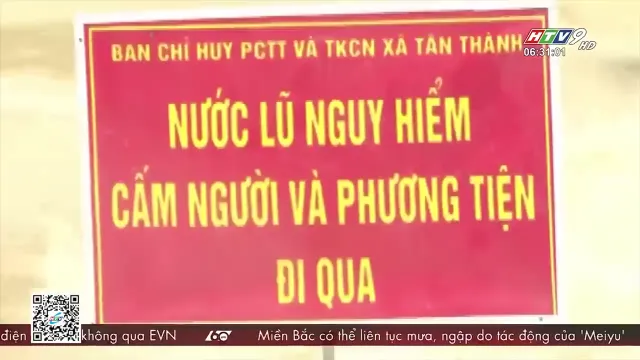 BAN CHỈ HUY PCTT VÀ TKCN XÃ TÂN THÀNH
HTV9 HD
06:31:01
NƯỚC LŨ NGUY HIỂM
CẤM NGƯỜI VÀ PHƯƠNG TIỆN
ĐI QUA
điện không qua EVN
60 Miền Bắc có thể liên tục mưa, ngập do tác động của 'Meiyu'